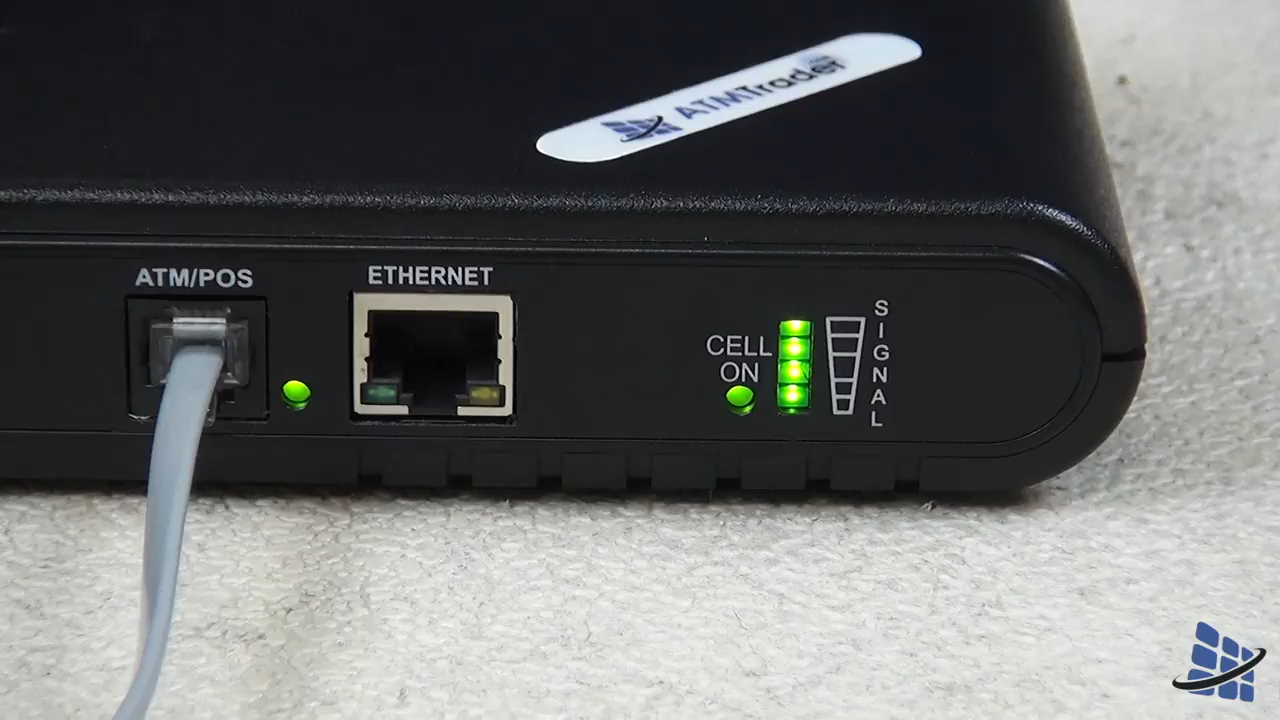 ATMTrader
ATM/POS
ETHERNET
CELL
ON
SIGNAL